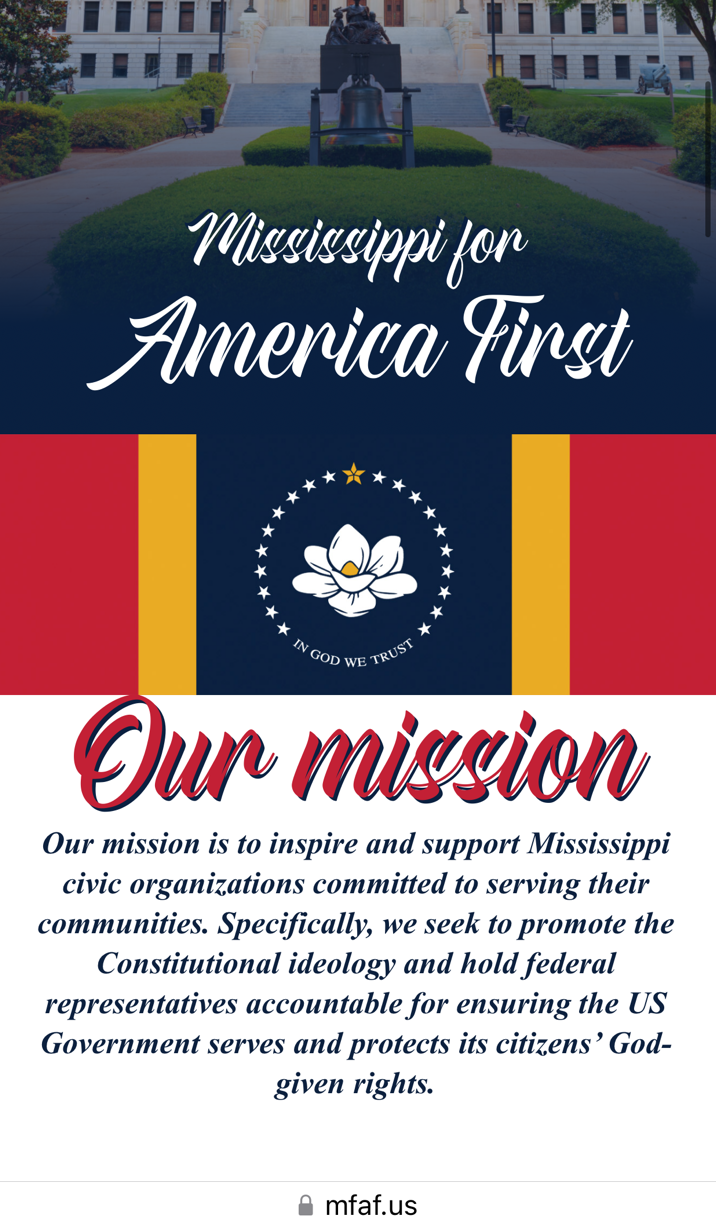 Mississippi for
America First
IN GOD WE TRUST
Our mission
Our mission is to inspire and support Mississippi
civic organizations committed to serving their
communities. Specifically, we seek to promote the
Constitutional ideology and hold federal
representatives accountable for ensuring the US
Government serves and protects its citizens’ God-
given rights.
mfaf.us